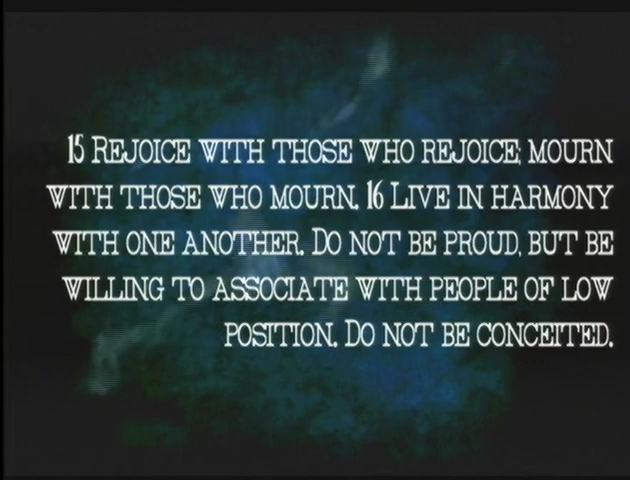 15 Rejoice with those who rejoice; mourn
with those who mourn. 16 Live in harmony
with one another. Do not be proud, but be
willing to associate with people of low
position. Do not be conceited.